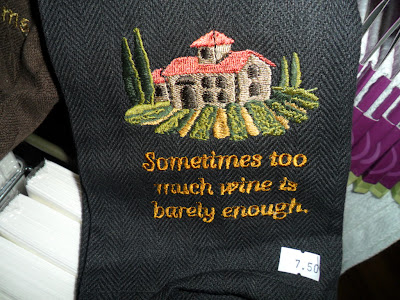 Sometimes too
much wine is
barely enough.
7.50